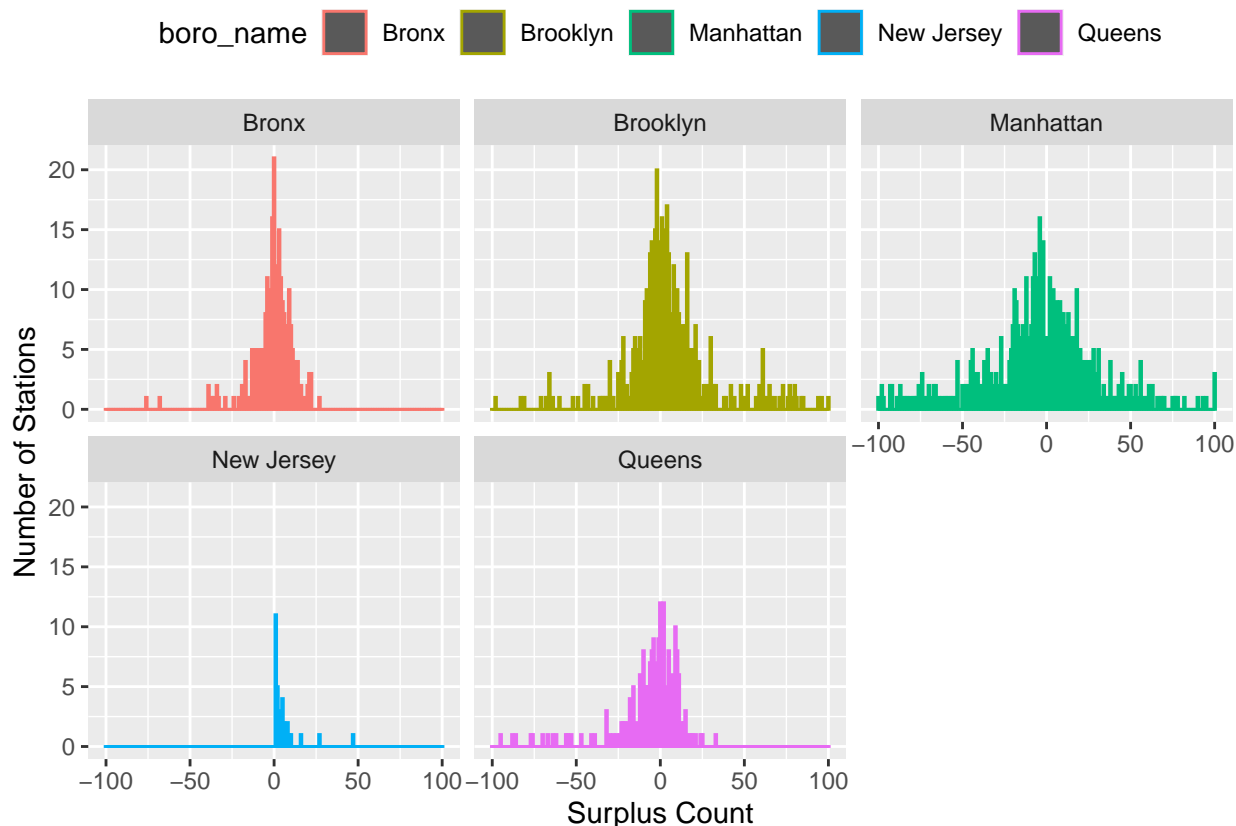 boro_name Bronx Brooklyn Manhattan New Jersey Queens
Bronx Brooklyn Manhattan
20
15
10
5
0
−100 −50 0 50 100
New Jersey Queens
20
15
10
5
0
−100 −50 0 50 100 −100 −50 0 50 100
Number of Stations
Surplus Count